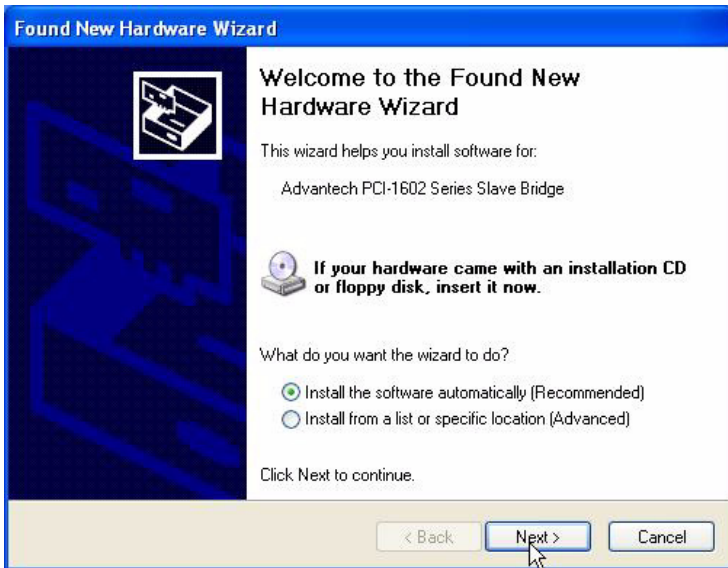 Found New Hardware Wizard
Welcome to the Found New
Hardware Wizard
This wizard helps you install software for:
Advantech PCI-1602 Series Slave Bridge
If your hardware came with an installation CD
or floppy disk, insert it now.
What do you want the wizard to do?
Install the software automatically (Recommended)
Install from a list or specific location (Advanced)
Click Next to continue.
< Back
Next >
Cancel